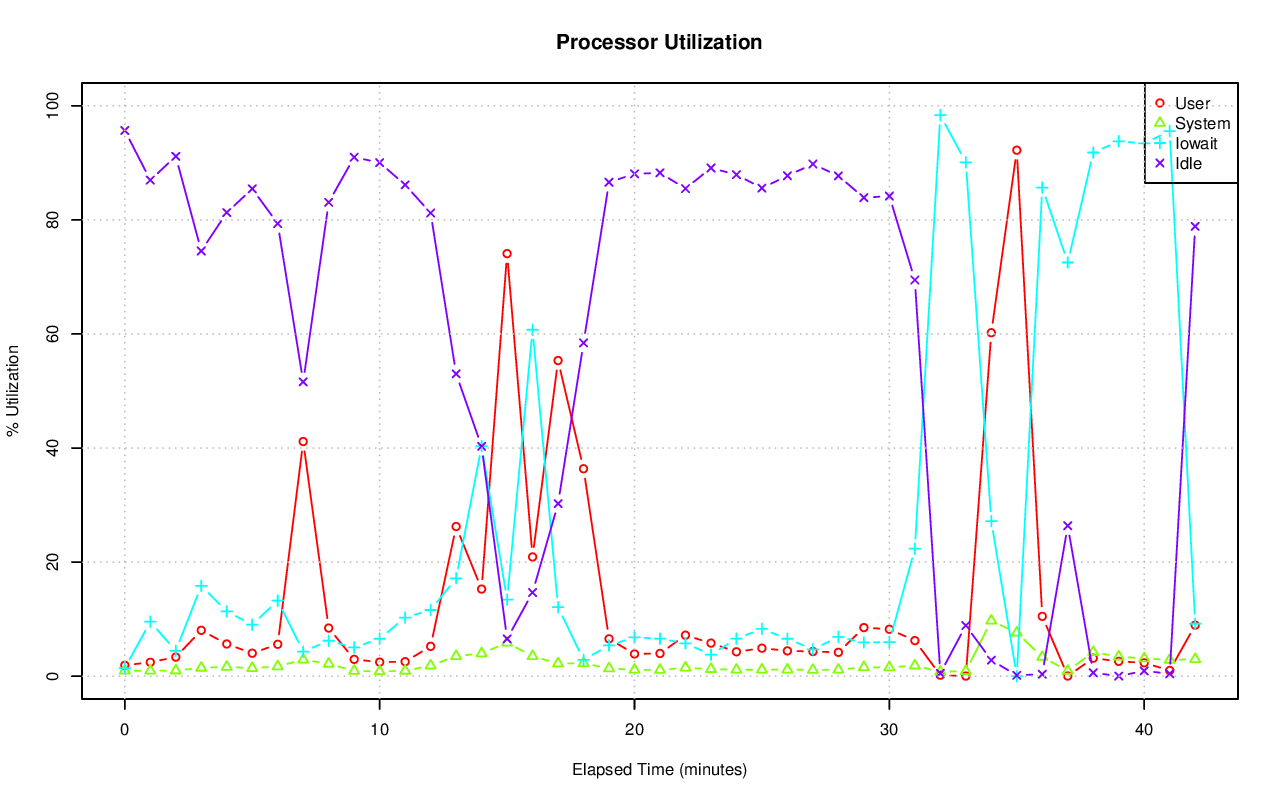 Processor Utilization
% Utilization
100
80
60
40
20
0
User
System
Iowait
Idle
0 10 20 30 40
Elapsed Time (minutes)